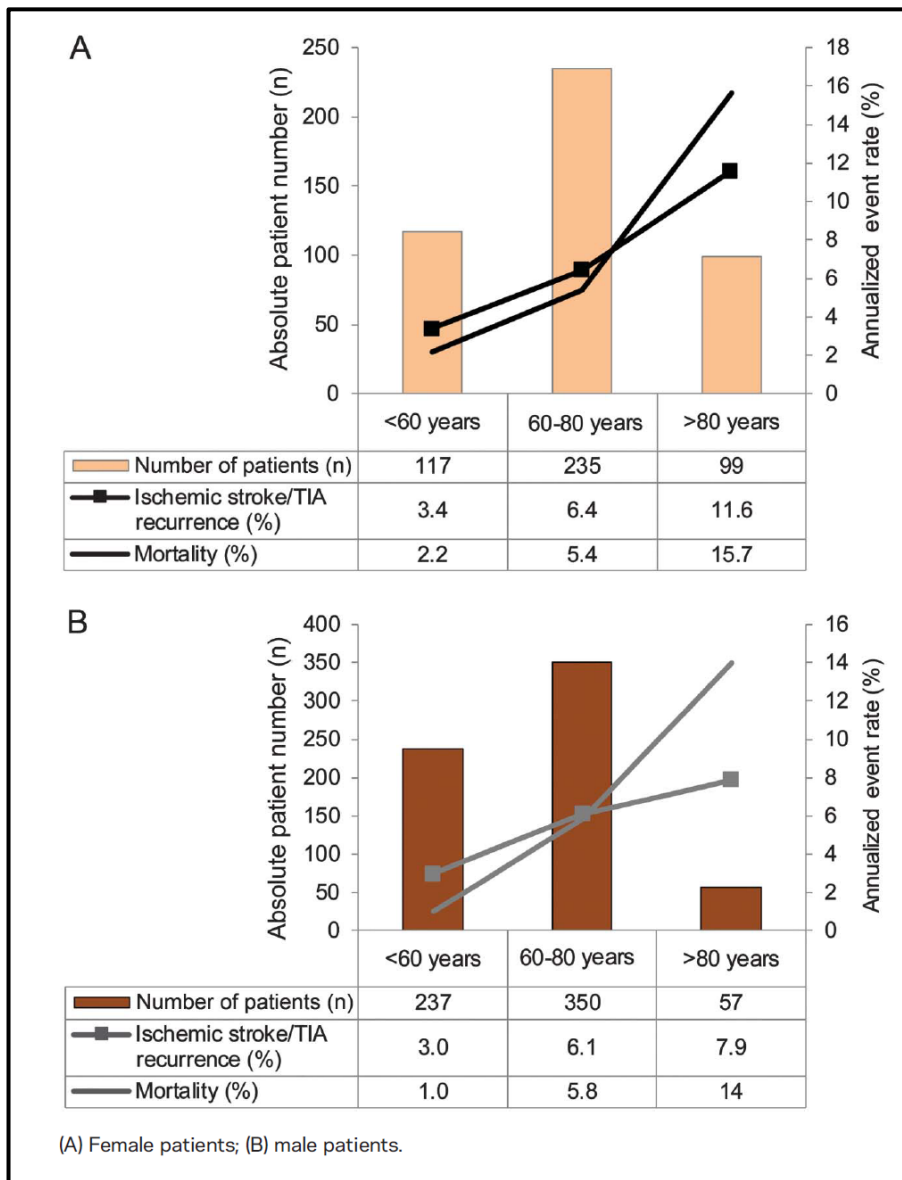 A
Absolute patient number (n)
250
200
150
100
50
0
Annualized event rate (%)
18
16
14
12
10
8
6
4
2
0
<60 years 60-80 years >80 years
Number of patients (n) 117 235 99
Ischemic stroke/TIA
recurrence (%) 3.4 6.4 11.6
Mortality (%) 2.2 5.4 15.7
B
Absolute patient number (n)
400
350
300
250
200
150
100
50
0
Annualized event rate (%)
16
14
12
10
8
6
4
2
0
<60 years 60-80 years >80 years
Number of patients (n) 237 350 57
Ischemic stroke/TIA
recurrence (%) 3.0 6.1 7.9
Mortality (%) 1.0 5.8 14
(A) Female patients; (B) male patients.